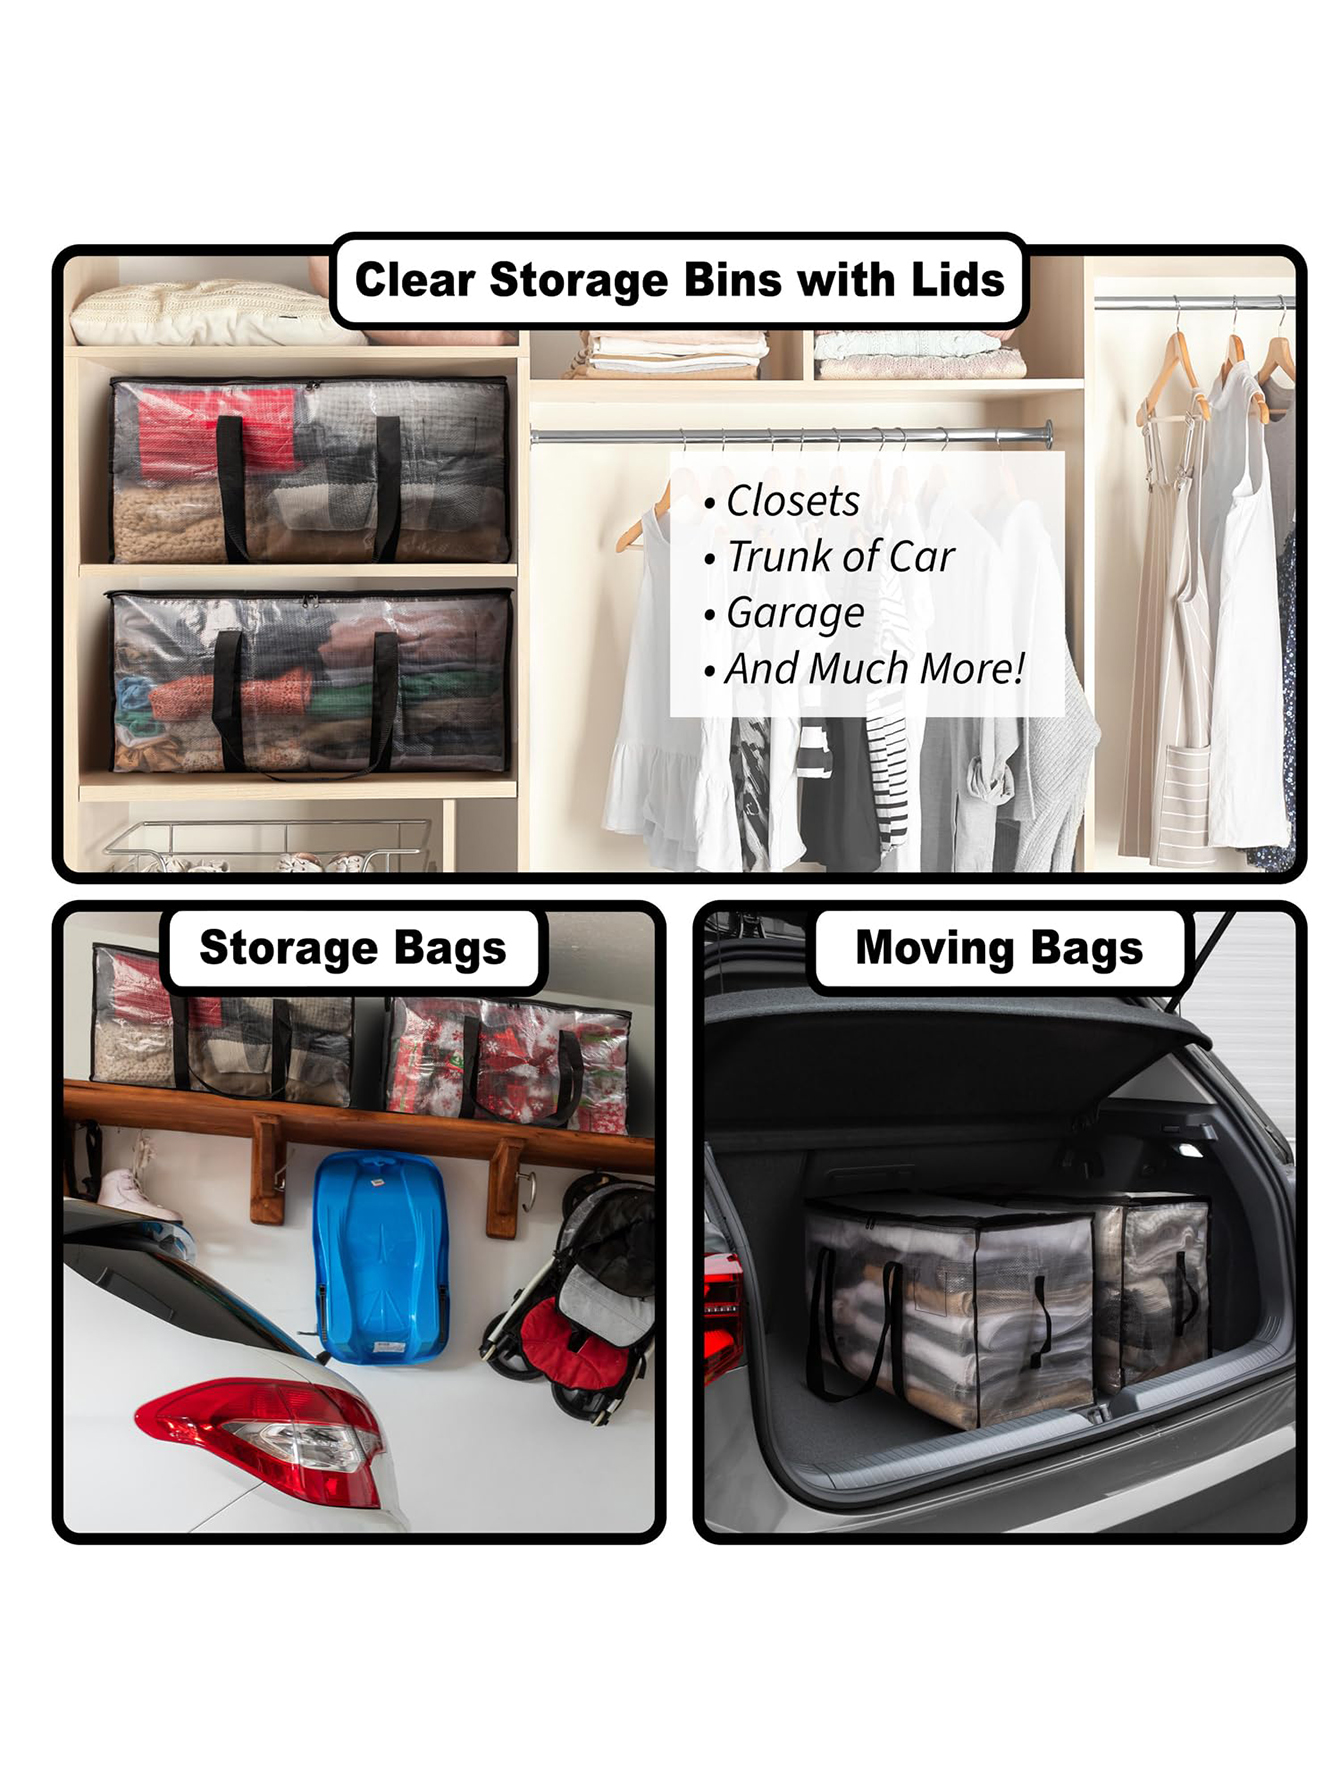 Clear Storage Bins with Lids
• Closets
• Trunk of Car
• Garage
• And Much More!
Storage Bags
Moving Bags